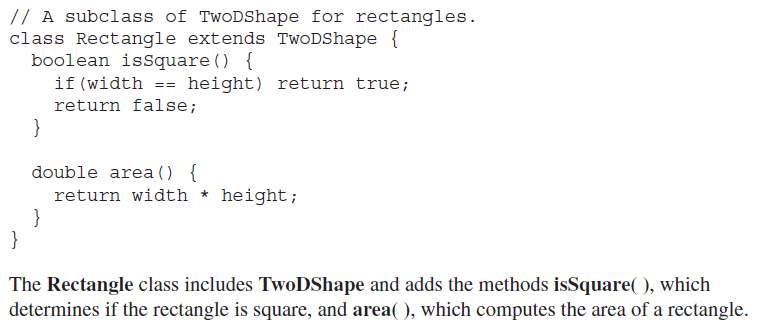 // A subclass of TwoDShape for rectangles.
class Rectangle extends TwoDShape {
  boolean isSquare() {
    if(width == height) return true;
    return false;
  }

  double area() {
    return width * height;
  }
}
The Rectangle class includes TwoDShape and adds the methods isSquare( ), which
determines if the rectangle is square, and area( ), which computes the area of a rectangle.